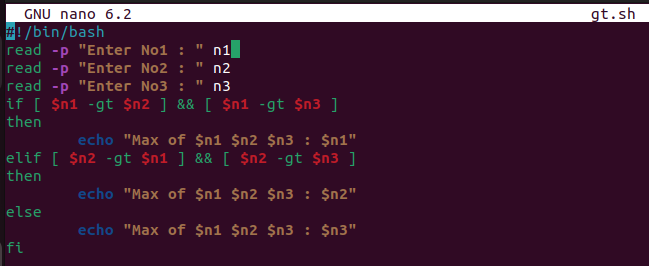 GNU nano 6.2 gt.sh
#!/bin/bash
read -p "Enter No1 : " n1
read -p "Enter No2 : " n2
read -p "Enter No3 : " n3
if [ $n1 -gt $n2 ] && [ $n1 -gt $n3 ]
then
        echo "Max of $n1 $n2 $n3 : $n1"
elif [ $n2 -gt $n1 ] && [ $n2 -gt $n3 ]
then
        echo "Max of $n1 $n2 $n3 : $n2"
else
        echo "Max of $n1 $n2 $n3 : $n3"
fi